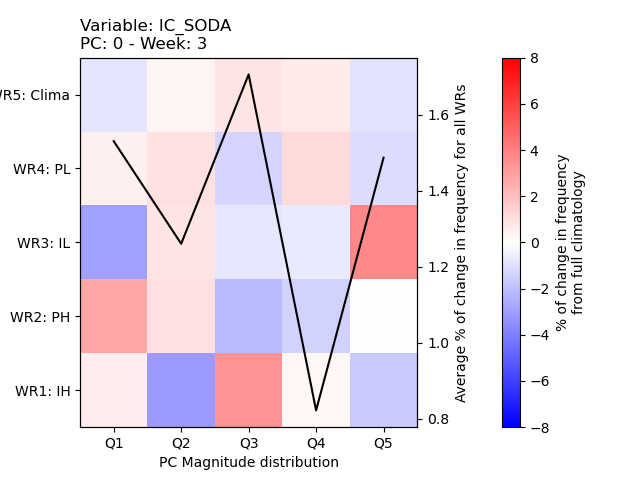 Variable: IC_SODA
PC: 0 - Week: 3
R5: Clima
WR4: PL
WR3: IL
WR2: PH
WR1: IH
Q1 Q2 Q3 Q4 Q5
PC Magnitude distribution
1.6
1.4
1.2
1.0
0.8
Average % of change in frequency for all WRs
8
6
4
2
0
−2
−4
−6
−8
% of change in frequency
from full climatology